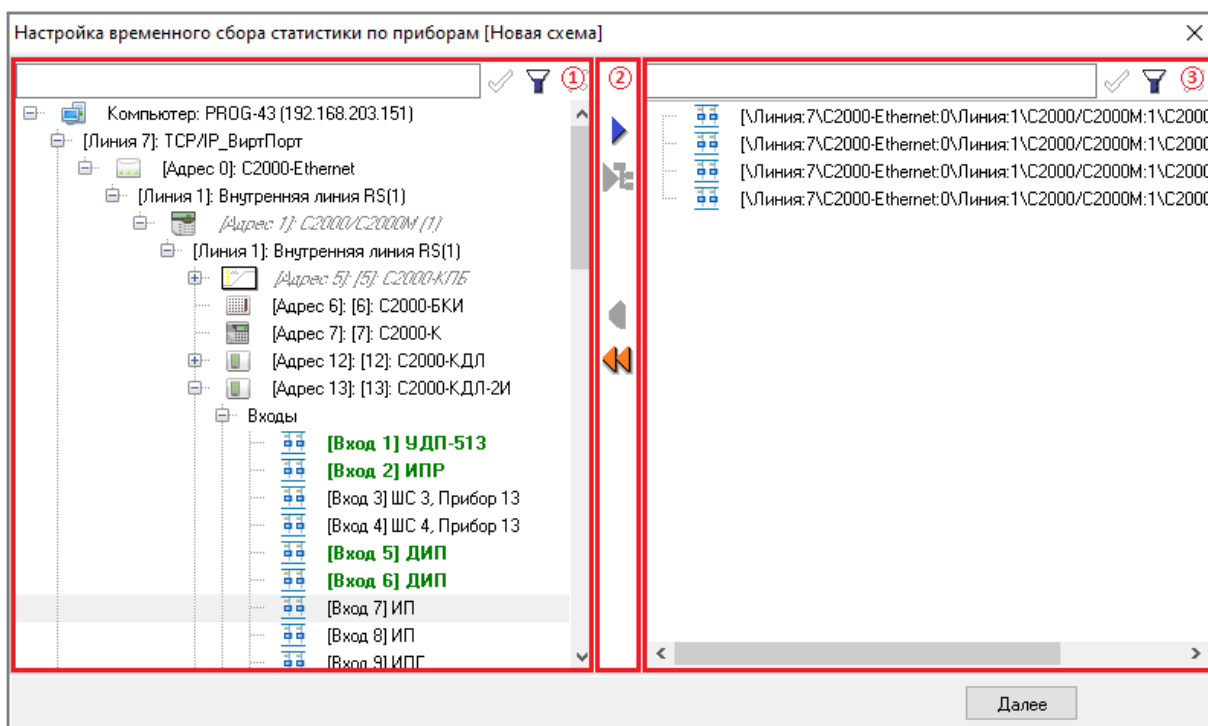 Настройка временного сбора статистики по приборам [Новая схема]
1
2
3
Компьютер: PROG-43 (192.168.203.151)
[Линия 7]: TCP/IP_ВиртПорт
[Адрес 0]: С2000-Ethernet
[Линия 1]: Внутренняя линия RS(1)
[Адрес 1]: С2000/С2000М (1)
[Линия 1]: Внутренняя линия RS(1)
[Адрес 5]: [5]: С2000-КПБ
[Адрес 6]: [6]: С2000-БКИ
[Адрес 7]: [7]: С2000-К
[Адрес 12]: [12]: С2000-КДЛ
[Адрес 13]: [13]: С2000-КДЛ-2И
Входы
[Вход 1] УДП-513
[Вход 2] ИПР
[Вход 3] ШС 3, Прибор 13
[Вход 4] ШС 4, Прибор 13
[Вход 5] ДИП
[Вход 6] ДИП
[Вход 7] ИП
[Вход 8] ИП
[Вход 9] ИПГ
[\Линия:7\С2000-Ethernet:0\Линия:1\С2000/С2000М:1\С2000
[\Линия:7\С2000-Ethernet:0\Линия:1\С2000/С2000М:1\С2000
[\Линия:7\С2000-Ethernet:0\Линия:1\С2000/С2000М:1\С2000
[\Линия:7\С2000-Ethernet:0\Линия:1\С2000/С2000М:1\С2000
Далее